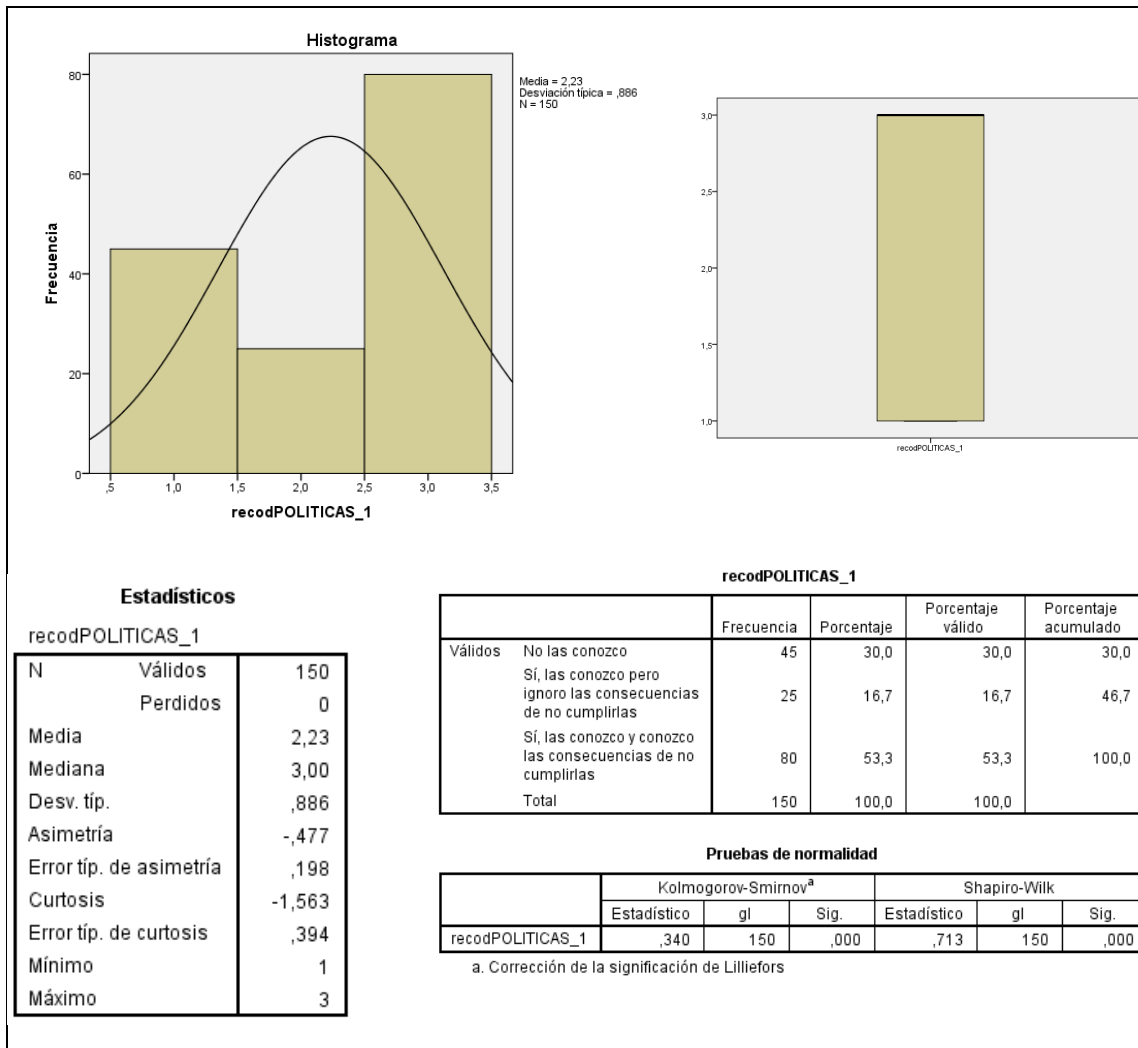 Histograma
Media = 2,23
Desviación típica = ,886
N = 150
Frecuencia
80
60
40
20
0
,5 1,0 1,5 2,0 2,5 3,0 3,5
recodPOLITICAS_1
3,0
2,5
2,0
1,5
1,0
recodPOLITICAS_1
Estadísticos
recodPOLITICAS_1
N Válidos 150
Perdidos 0
Media 2,23
Mediana 3,00
Desv. típ. ,886
Asimetría -,477
Error típ. de asimetría ,198
Curtosis -1,563
Error típ. de curtosis ,394
Mínimo 1
Máximo 3
recodPOLITICAS_1
Frecuencia Porcentaje Porcentaje válido Porcentaje acumulado
Válidos No las conozco 45 30,0 30,0 30,0
Sí, las conozco pero
ignoro las consecuencias 25 16,7 16,7 46,7
de no cumplirlas
Sí, las conozco y conozco
las consecuencias de no 80 53,3 53,3 100,0
cumplirlas
Total 150 100,0 100,0
Pruebas de normalidad
Kolmogorov-Smirnovª Shapiro-Wilk
Estadístico gl Sig. Estadístico gl Sig.
recodPOLITICAS_1 ,340 150 ,000 ,713 150 ,000
a. Corrección de la significación de Lilliefors